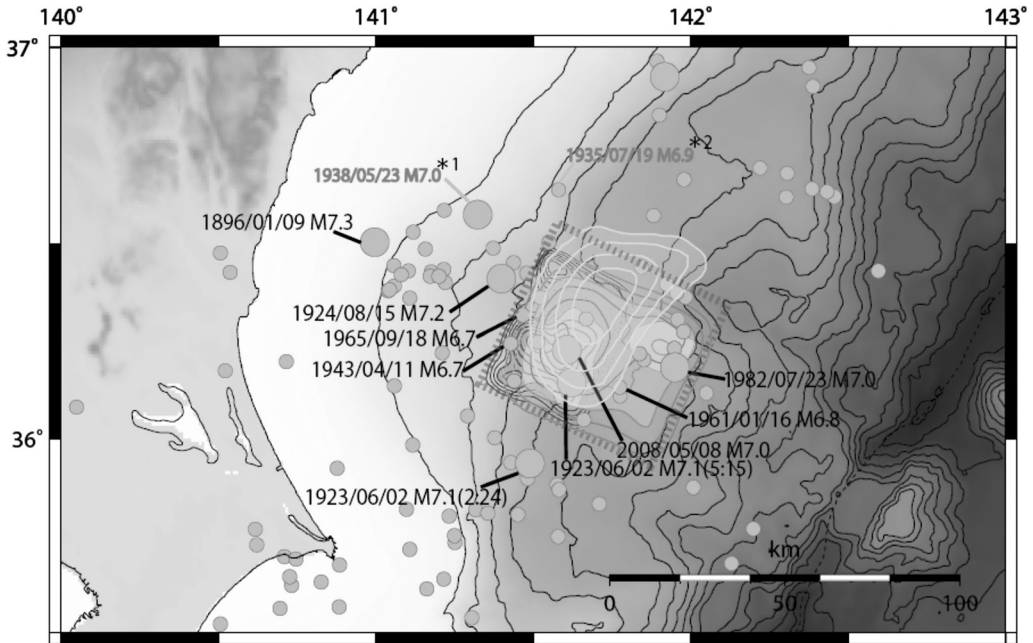 140˚ 141˚ 142˚ 143˚
37˚
*2
1935/07/19 M6.9
*1
1938/05/23 M7.0
1896/01/09 M7.3
1924/08/15 M7.2
1965/09/18 M6.7
1943/04/11 M6.7
1982/07/23 M7.0
1961/01/16 M6.8
36˚
2008/05/08 M7.0
1923/06/02 M7.1(5:15)
1923/06/02 M7.1(2:24)
km
0 50 100